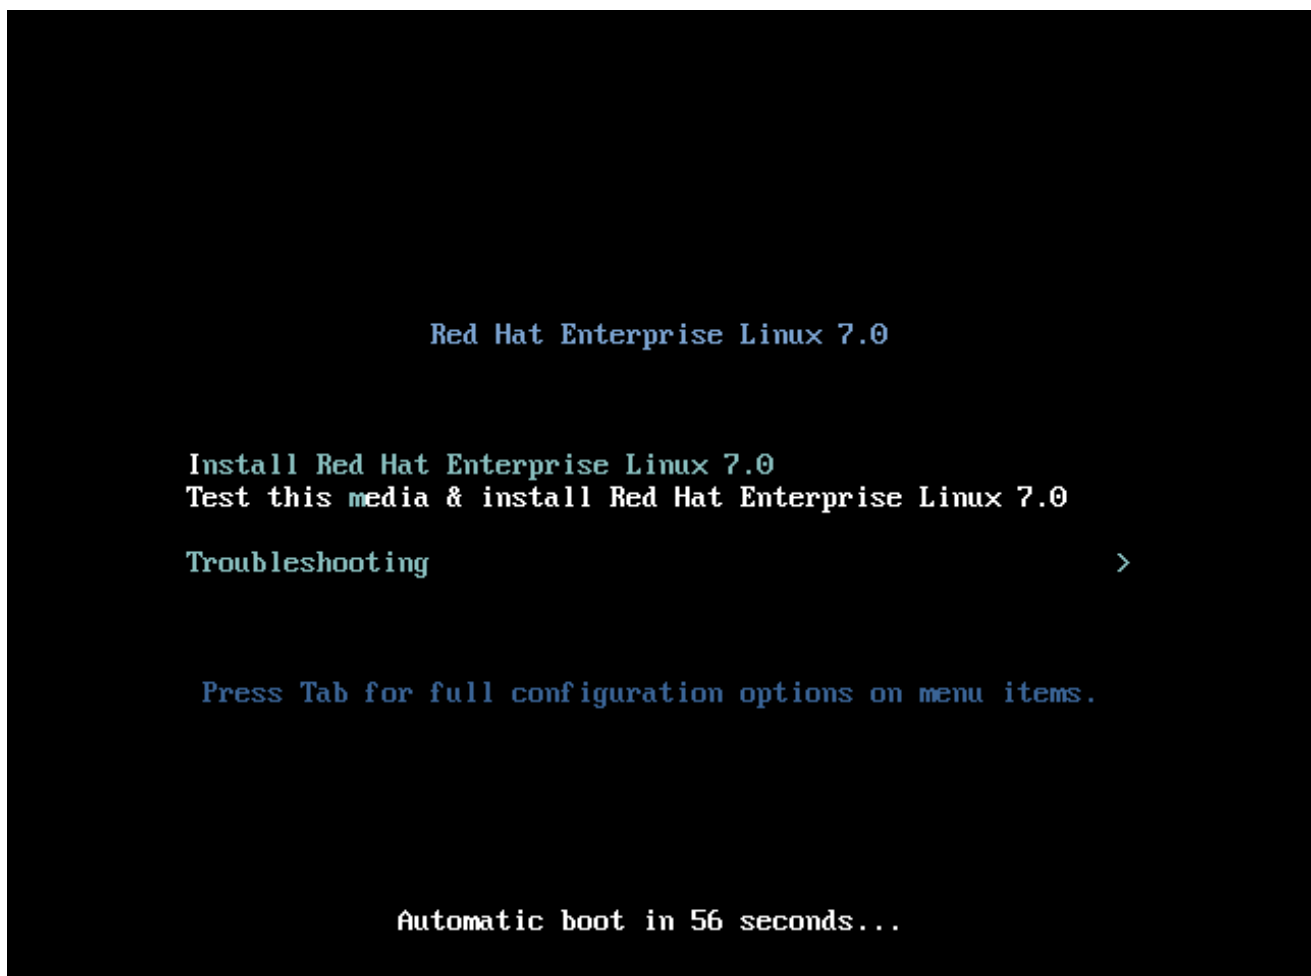 Red Hat Enterprise Linux 7.0
Install Red Hat Enterprise Linux 7.0
Test this media & install Red Hat Enterprise Linux 7.0
Troubleshooting >
Press Tab for full configuration options on menu items.
Automatic boot in 56 seconds...